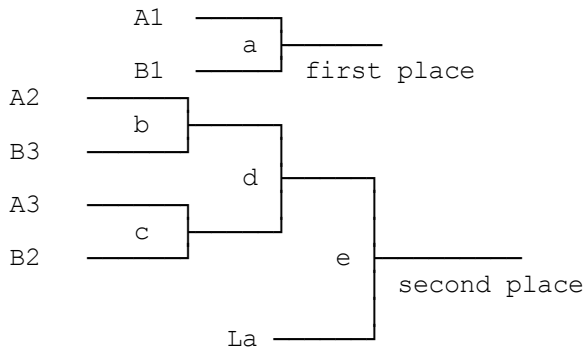 A1
a
B1
first place
A2
b
B3
d
A3
c
B2
e
second place
La